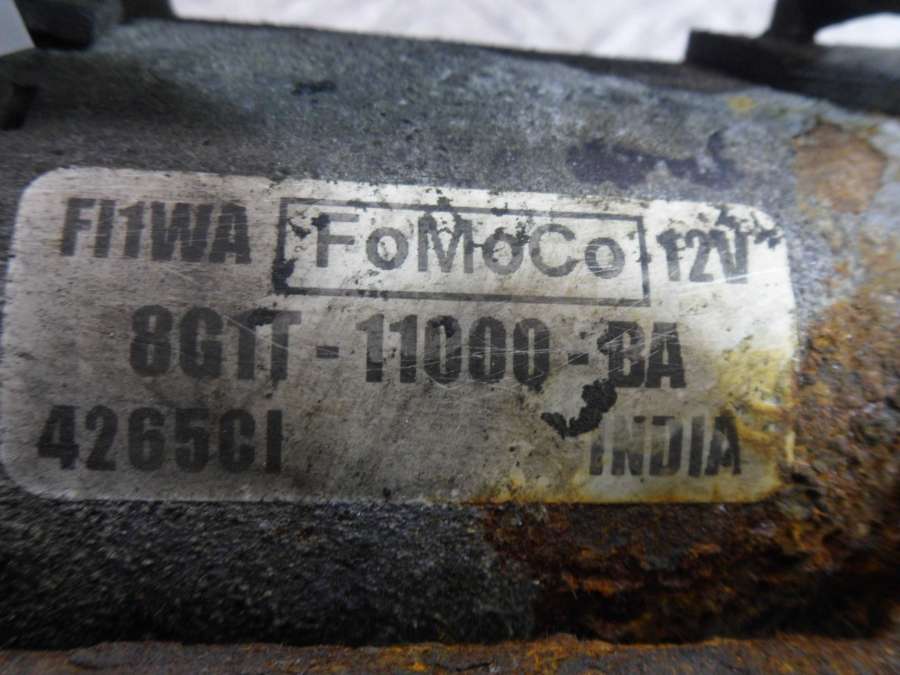 FI1WA FoMoCo 12V
8G1T-11000-BA
4265CI INDIA